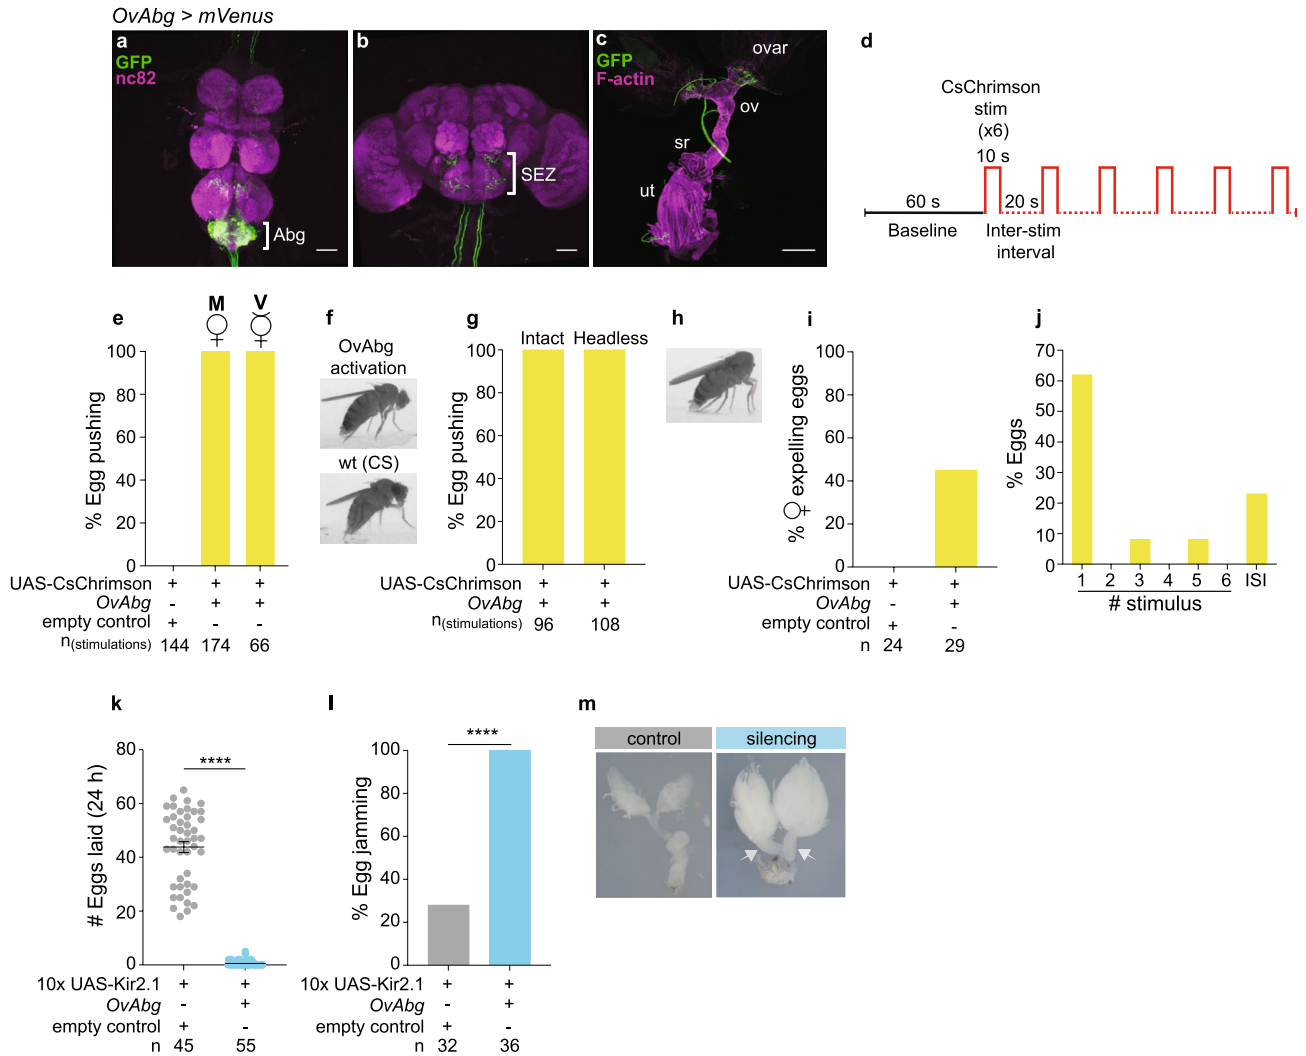 OvAbg > mVenus
a
GFP
nc82
Abg
b
SEZ
c
GFP
F-actin
ovar
ov
sr
ut
d
CsChrimson
stim
(x6)
10 s
60 s
20 s
Baseline
Inter-stim
interval
e
M
V
% Egg pushing
100
80
60
40
20
0
UAS-CsChrimson + + +
OvAbg - + +
empty control + - -
n(stimulations) 144 174 66
f
OvAbg
activation
wt (CS)
g
Intact Headless
% Egg pushing
100
80
60
40
20
0
UAS-CsChrimson + +
OvAbg + +
n(stimulations) 96 108
h
i
% ♀ expelling eggs
100
80
60
40
20
0
UAS-CsChrimson + +
OvAbg - +
empty control + -
n 24 29
j
% Eggs
70
60
50
40
30
20
10
0
1 2 3 4 5 6 ISI
# stimulus
k
# Eggs laid (24 h)
80
60
40
20
0
****
10x UAS-Kir2.1 + +
OvAbg - +
empty control + -
n 45 55
l
% Egg jamming
100
80
60
40
20
0
****
10x UAS-Kir2.1 + +
OvAbg - +
empty control + -
n 32 36
m
control
silencing